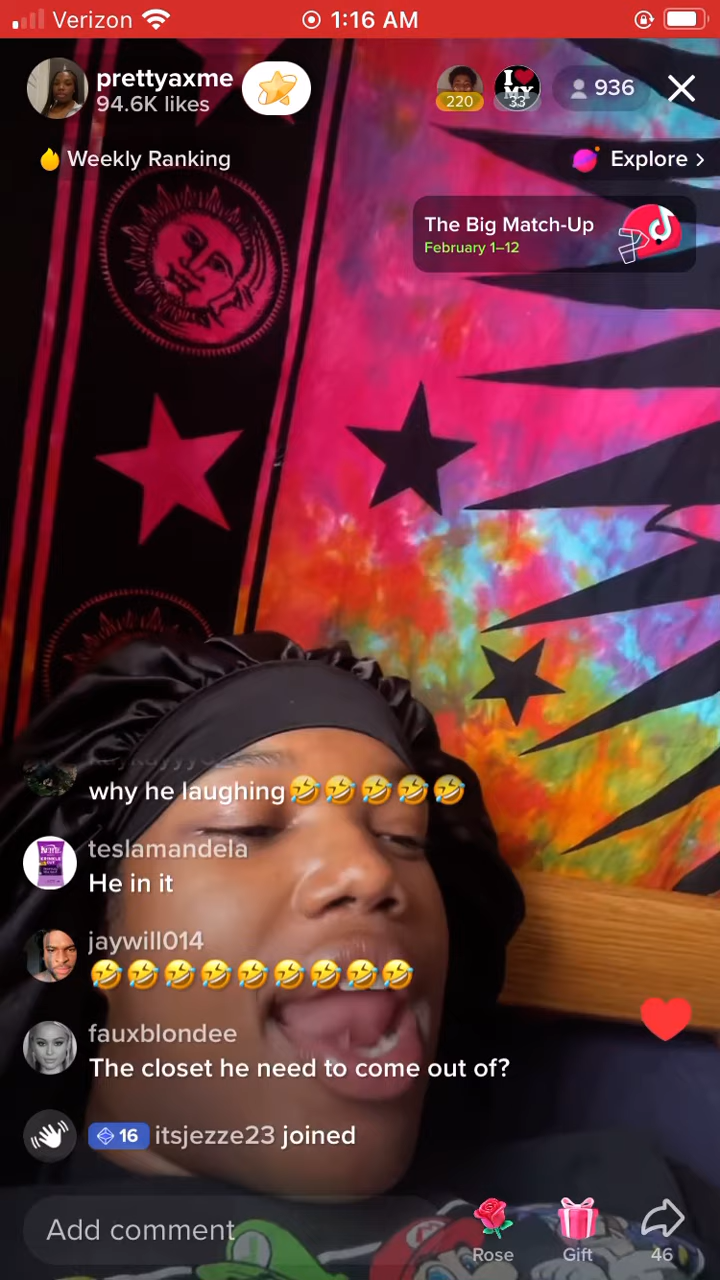 Verizon 1:16 AM
prettyaxme
94.6K likes
220
I ❤ MY
33
936
Weekly Ranking
Explore >
The Big Match-Up
February 1–12
why he laughing🤣🤣🤣🤣🤣
teslamandela
He in it
jaywill014
🤣🤣🤣🤣🤣🤣🤣🤣🤣
fauxblondee
The closet he need to come out of?
16 itsjezze23 joined
Add comment
Rose
Gift
46